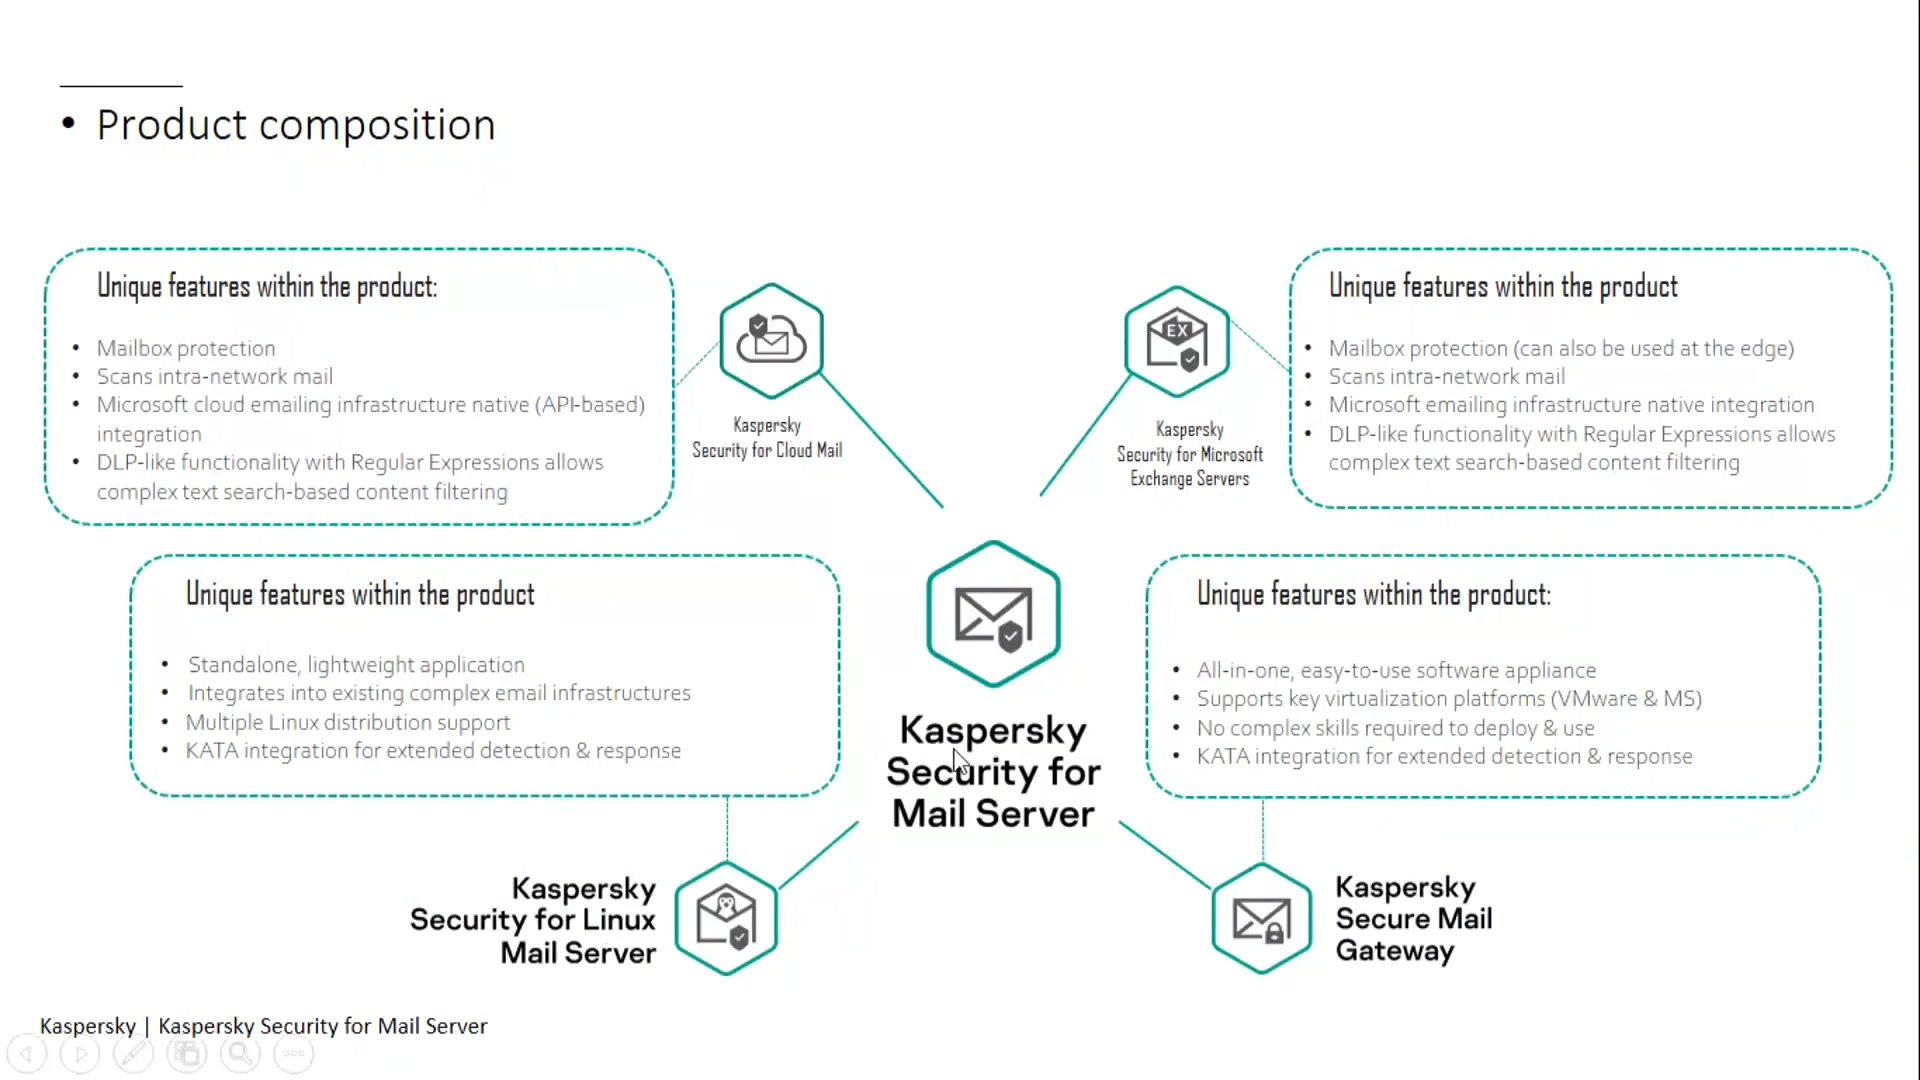 • Product composition
Unique features within the product:
• Mailbox protection
• Scans intra-network mail
• Microsoft cloud emailing infrastructure native (API-based)
integration
• DLP-like functionality with Regular Expressions allows
complex text search-based content filtering
Kaspersky
Security for Cloud Mail
EX
Kaspersky
Security for Microsoft
Exchange Servers
Unique features within the product
• Mailbox protection (can also be used at the edge)
• Scans intra-network mail
• Microsoft emailing infrastructure native integration
• DLP-like functionality with Regular Expressions allows
complex text search-based content filtering
Unique features within the product
• Standalone, lightweight application
• Integrates into existing complex email infrastructures
• Multiple Linux distribution support
• KATA integration for extended detection & response
Kaspersky
Security for
Mail Server
Unique features within the product:
• All-in-one, easy-to-use software appliance
• Supports key virtualization platforms (VMware & MS)
• No complex skills required to deploy & use
• KATA integration for extended detection & response
Kaspersky
Security for Linux
Mail Server
Kaspersky
Secure Mail
Gateway
Kaspersky | Kaspersky Security for Mail Server